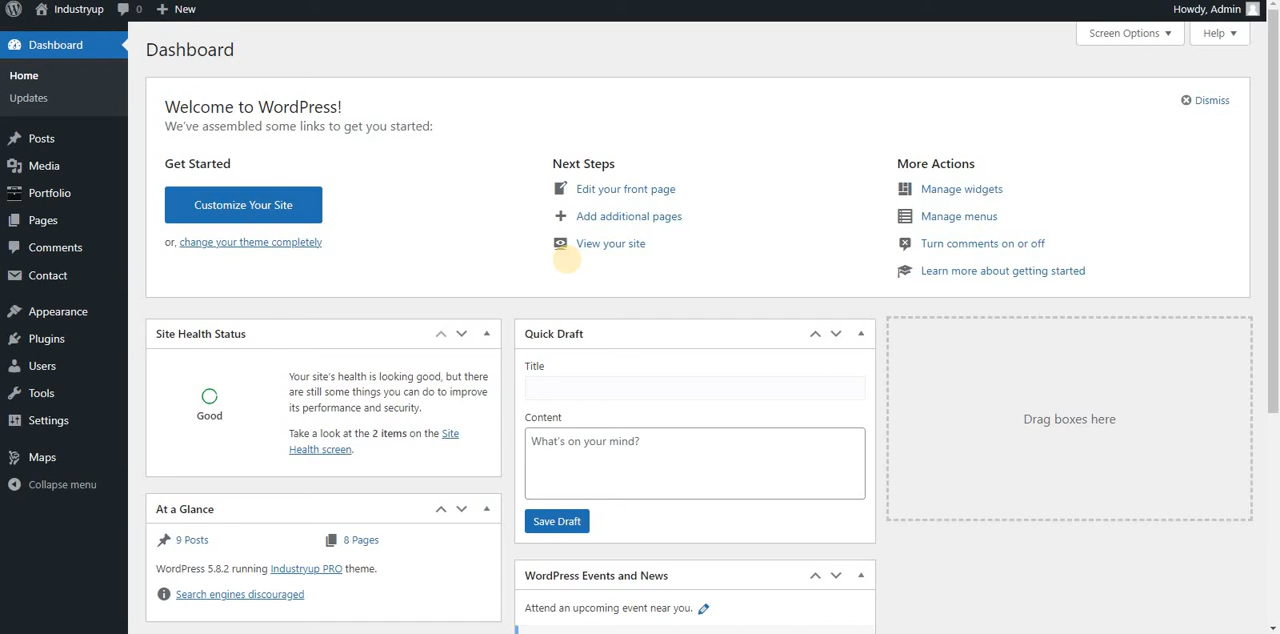 Industryup
0
New
Howdy, Admin
Dashboard
Home
Updates
Posts
Media
Portfolio
Pages
Comments
Contact
Appearance
Plugins
Users
Tools
Settings
Maps
Collapse menu
Dashboard
Screen Options
Help
Welcome to WordPress!
We've assembled some links to get you started:
Dismiss
Get Started
Customize Your Site
or, change your theme completely
Next Steps
Edit your front page
Add additional pages
View your site
More Actions
Manage widgets
Manage menus
Turn comments on or off
Learn more about getting started
Site Health Status
Good
Your site's health is looking good, but there
are still some things you can do to improve
its performance and security.
Take a look at the 2 items on the Site
Health screen.
At a Glance
9 Posts
8 Pages
WordPress 5.8.2 running Industryup PRO theme.
Search engines discouraged
Quick Draft
Title
Content
What's on your mind?
Save Draft
WordPress Events and News
Attend an upcoming event near you.
Drag boxes here